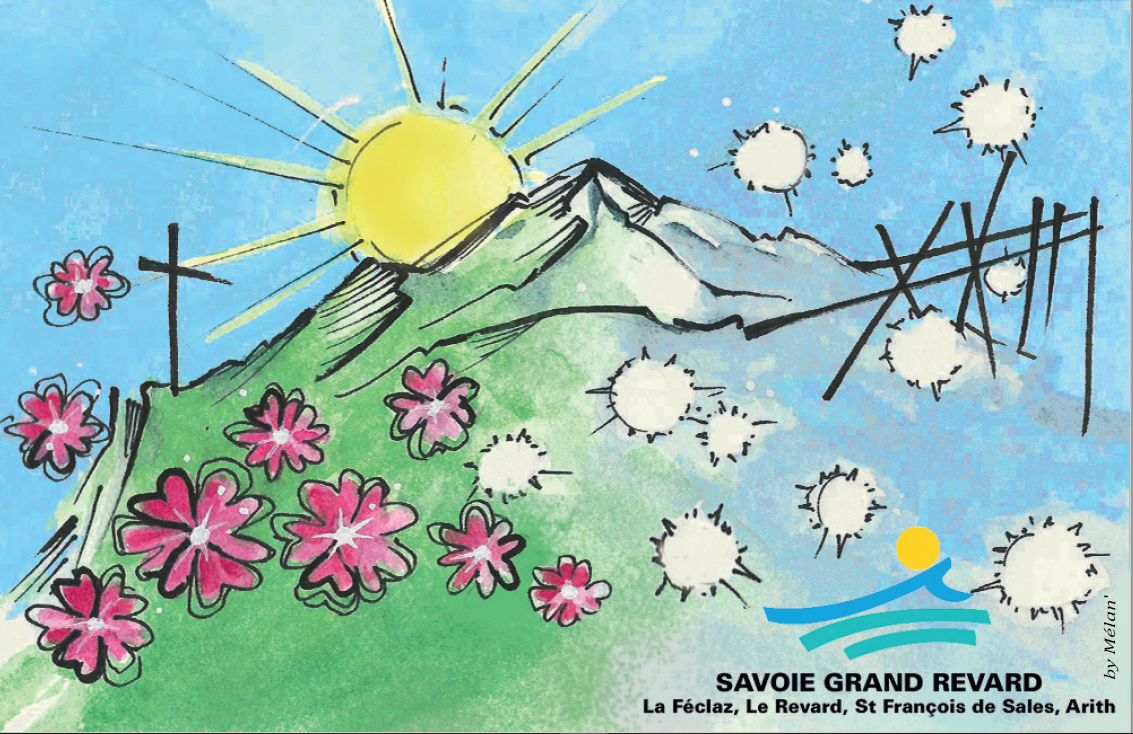 by Mélan'
SAVOIE GRAND REVARD
La Féclaz, Le Revard, St François de Sales, Arith